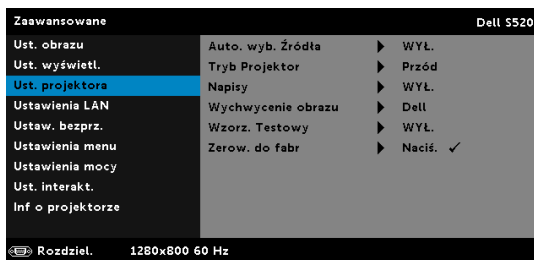 Zaawansowane Dell S520
Ust. obrazu Auto. wyb. Źródła WYŁ.
Ust. wyświetl. Tryb Projektor Przód
Ust. projektora Napisy WYŁ.
Ustawienia LAN Wychwycenie obrazu Dell
Ustaw. bezprz. Wzorz. Testowy WYŁ.
Ustawienia menu Zerow. do fabr Naciś. ✓
Ustawienia mocy
Ust. interakt.
Inf o projektorze
Rozdziel. 1280x800 60 Hz